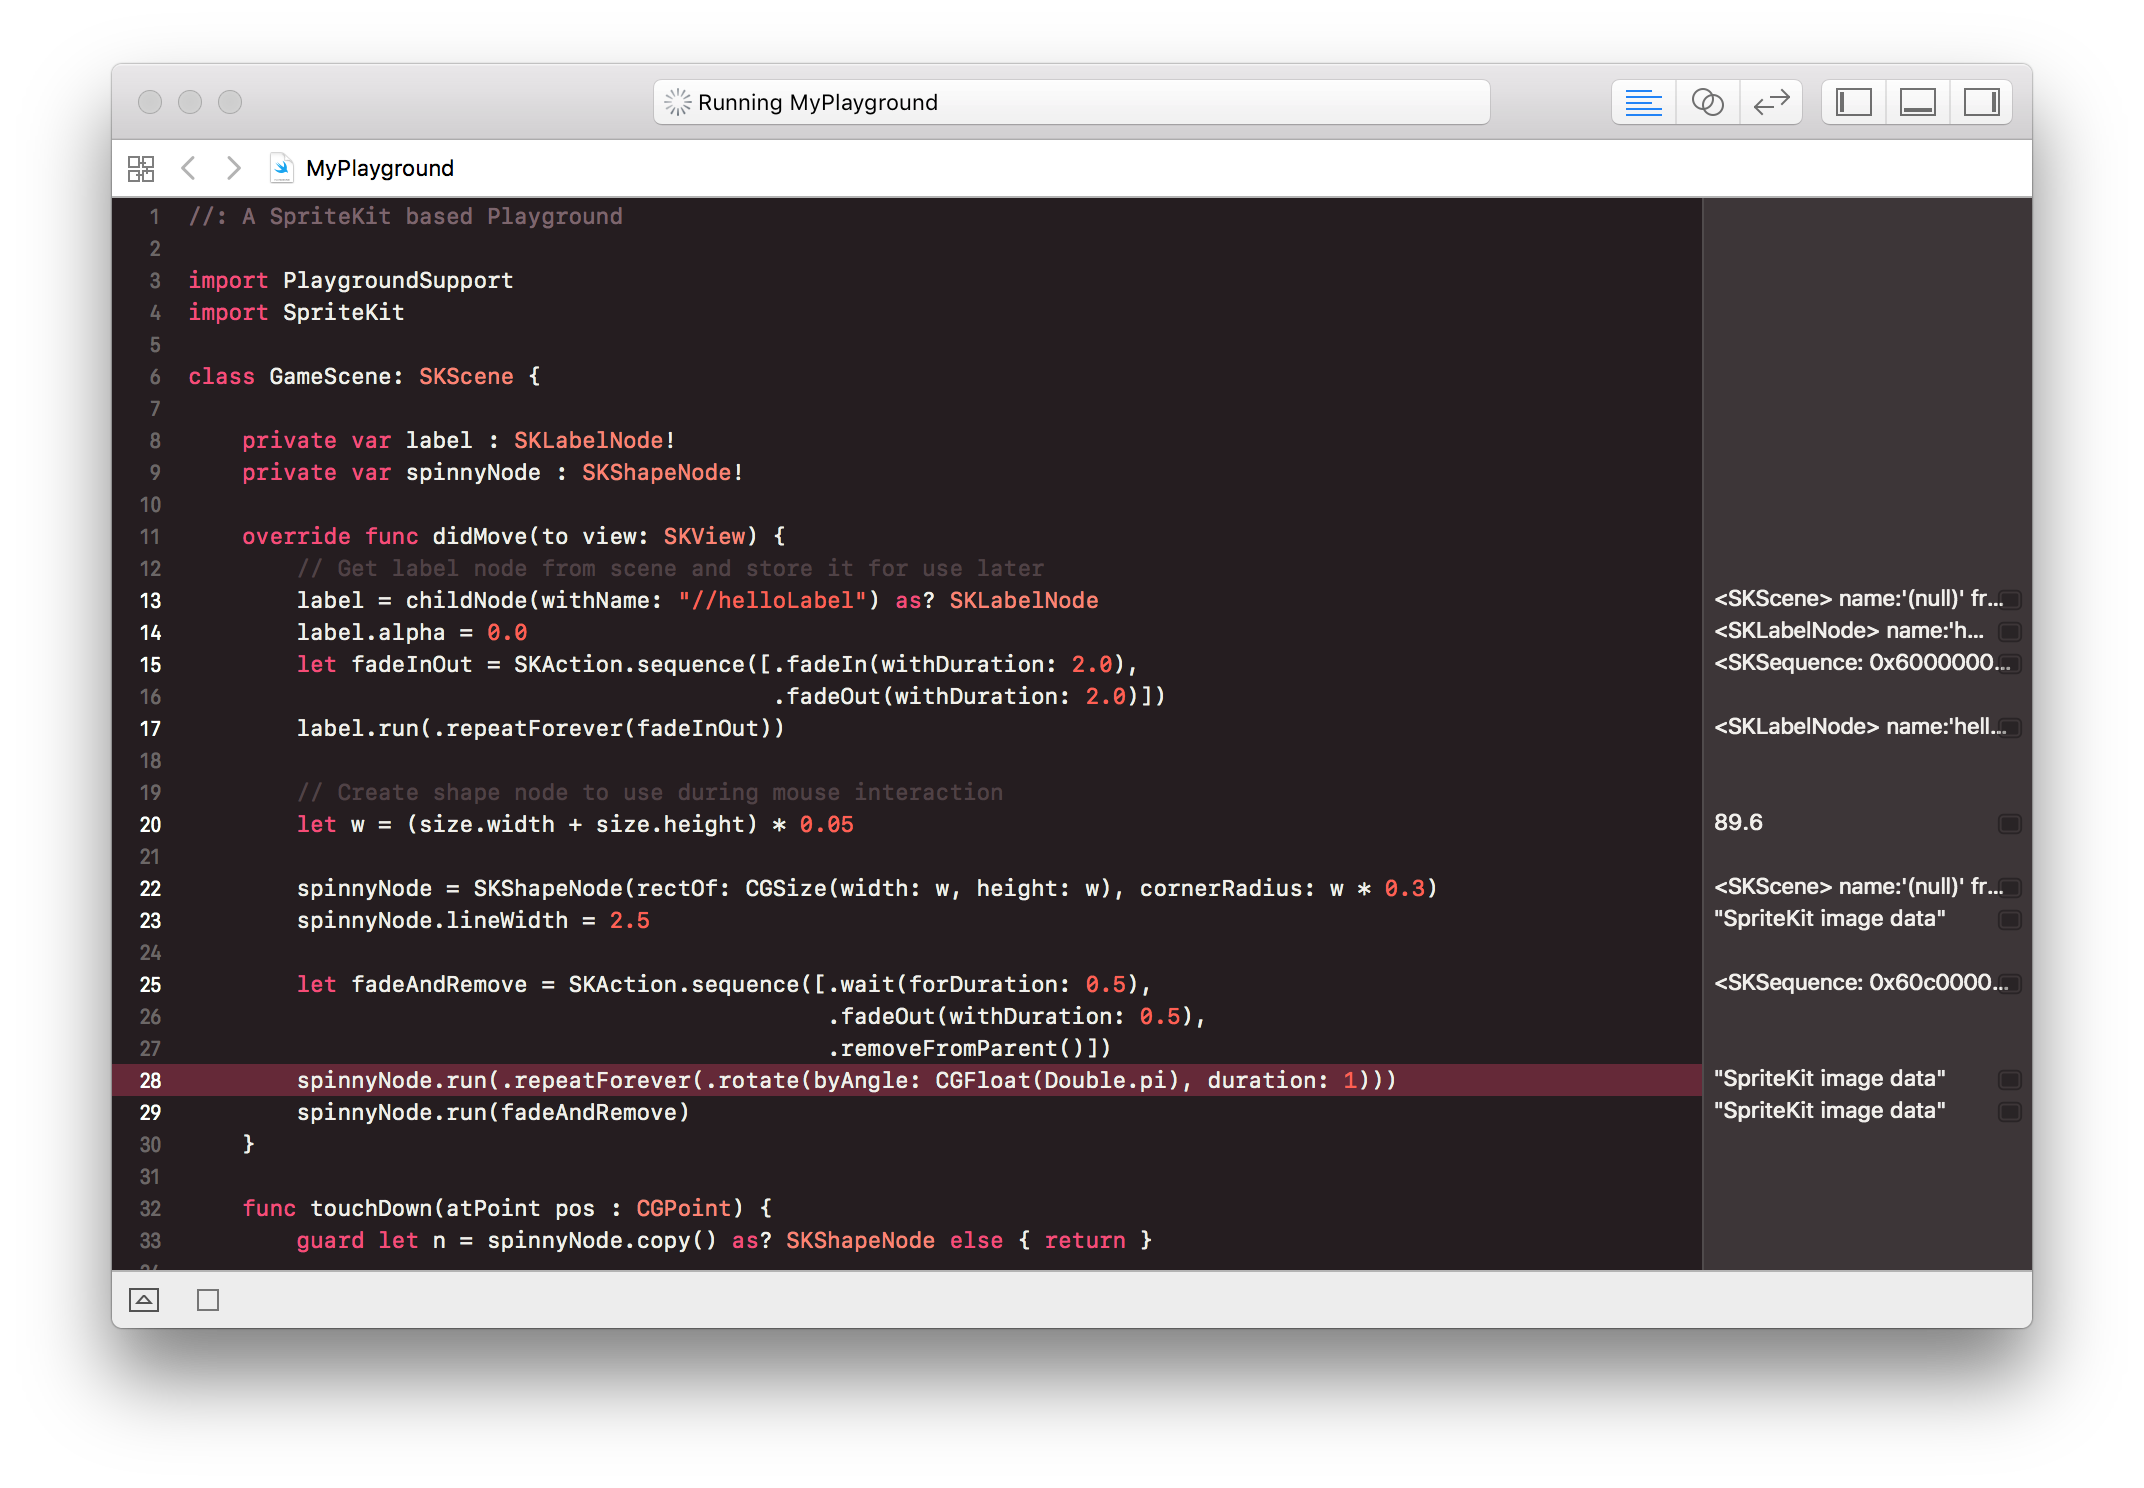 Running MyPlayground
MyPlayground
1 //: A SpriteKit based Playground
2
3 import PlaygroundSupport
4 import SpriteKit
5
6 class GameScene: SKScene {
7
8 private var label : SKLabelNode!
9 private var spinnyNode : SKShapeNode!
10
11 override func didMove(to view: SKView) {
12 // Get label node from scene and store it for use later
13 label = childNode(withName: "//helloLabel") as? SKLabelNode <SKScene> name:'(null)' fr...
14 label.alpha = 0.0 <SKLabelNode> name:'h...
15 let fadeInOut = SKAction.sequence([.fadeIn(withDuration: 2.0), <SKSequence: 0x6000000...
16 .fadeOut(withDuration: 2.0)])
17 label.run(.repeatForever(fadeInOut)) <SKLabelNode> name:'hell...
18
19 // Create shape node to use during mouse interaction
20 let w = (size.width + size.height) * 0.05 89.6
21
22 spinnyNode = SKShapeNode(rectOf: CGSize(width: w, height: w), cornerRadius: w * 0.3) <SKScene> name:'(null)' fr...
23 spinnyNode.lineWidth = 2.5 "SpriteKit image data"
24
25 let fadeAndRemove = SKAction.sequence([.wait(forDuration: 0.5), <SKSequence: 0x60c0000...
26 .fadeOut(withDuration: 0.5),
27 .removeFromParent()])
28 spinnyNode.run(.repeatForever(.rotate(byAngle: CGFloat(Double.pi), duration: 1))) "SpriteKit image data"
29 spinnyNode.run(fadeAndRemove) "SpriteKit image data"
30 }
31
32 func touchDown(atPoint pos : CGPoint) {
33 guard let n = spinnyNode.copy() as? SKShapeNode else { return }